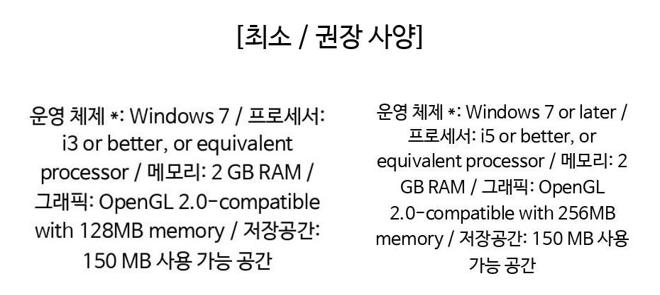 [최소 / 권장 사양]
운영 체제 *: Windows 7 / 프로세서:
i3 or better, or equivalent
processor / 메모리: 2 GB RAM /
그래픽: OpenGL 2.0-compatible
with 128MB memory / 저장공간:
150 MB 사용 가능 공간
운영 체제 *: Windows 7 or later /
프로세서: i5 or better, or
equivalent processor / 메모리: 2
GB RAM / 그래픽: OpenGL
2.0-compatible with 256MB
memory / 저장공간: 150 MB 사용
가능 공간